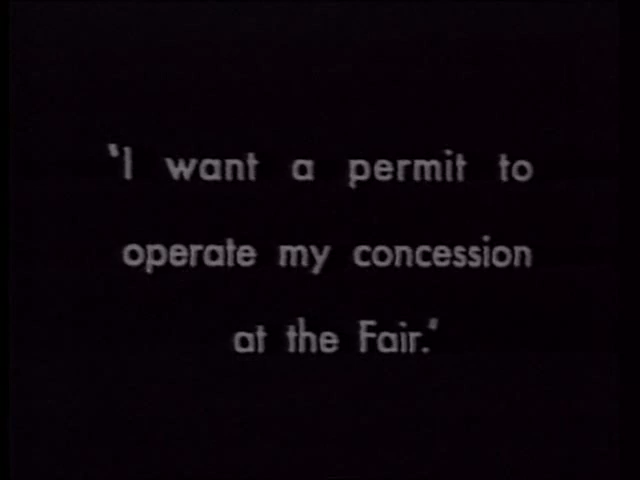 'I want a permit to
operate my concession
at the Fair.'